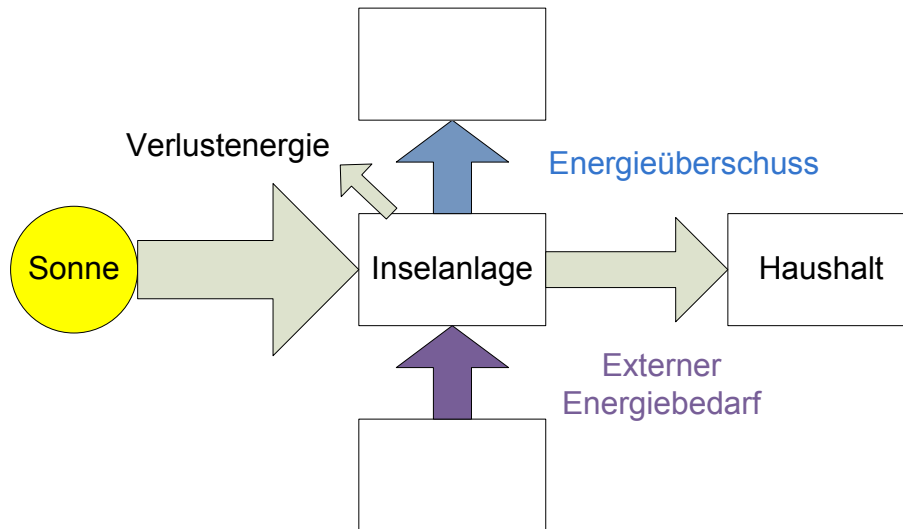 Verlustenergie
Energieüberschuss
Sonne
Inselanlage
Haushalt
Externer
Energiebedarf